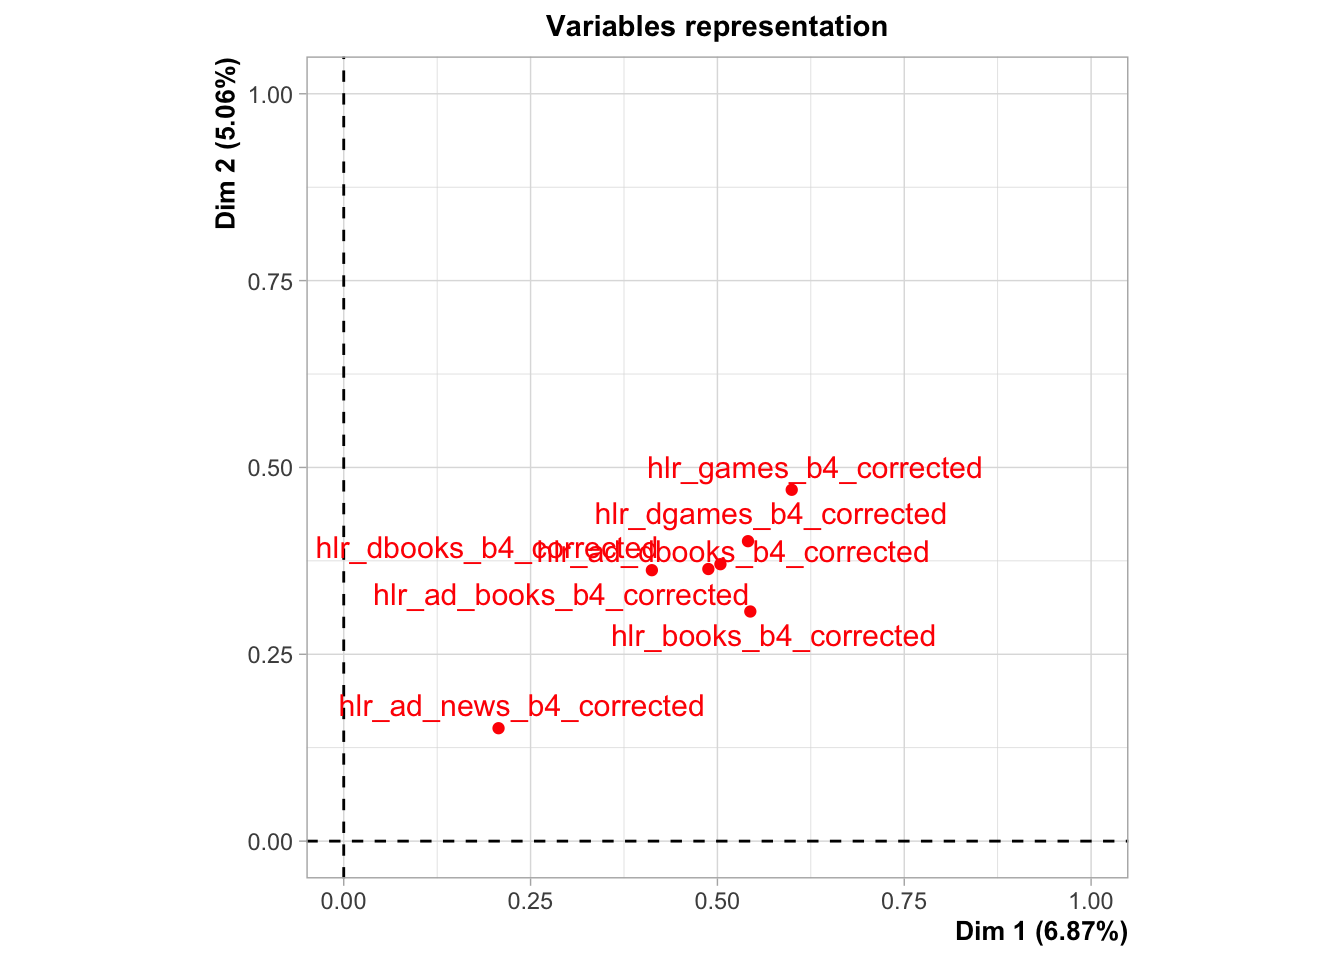 Variables representation
Dim 2 (5.06%)
1.00
0.75
0.50
0.25
0.00
hlr_games_b4_corrected
hlr_dgames_b4_corrected
hlr_dbooks_b4_corrected
hlr_ad_dbooks_b4_corrected
hlr_ad_books_b4_corrected
hlr_books_b4_corrected
hlr_ad_news_b4_corrected
0.00
0.25
0.50
0.75
1.00
Dim 1 (6.87%)